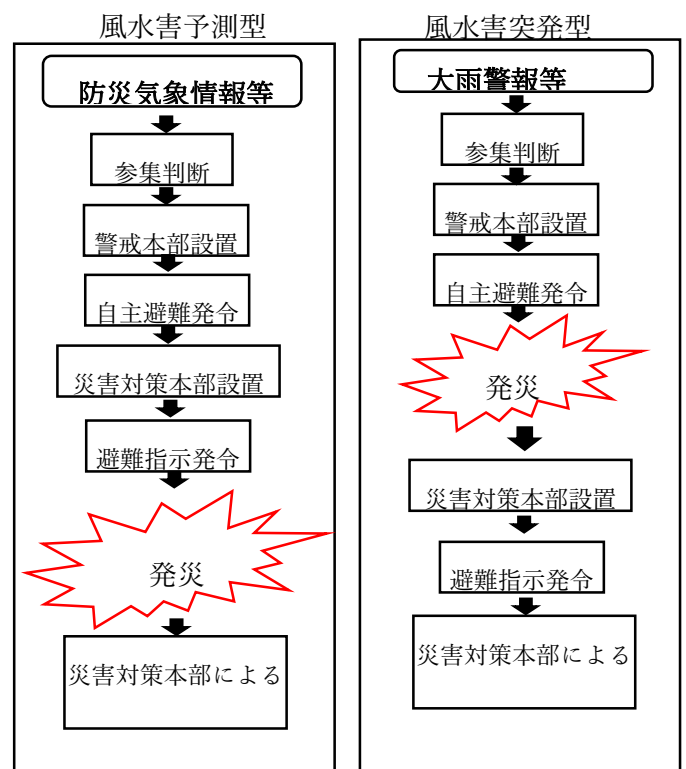 風水害予測型
防災気象情報等
参集判断
警戒本部設置
自主避難発令
災害対策本部設置
避難指示発令
発災
災害対策本部による
風水害突発型
大雨警報等
参集判断
警戒本部設置
自主避難発令
発災
災害対策本部設置
避難指示発令
災害対策本部による